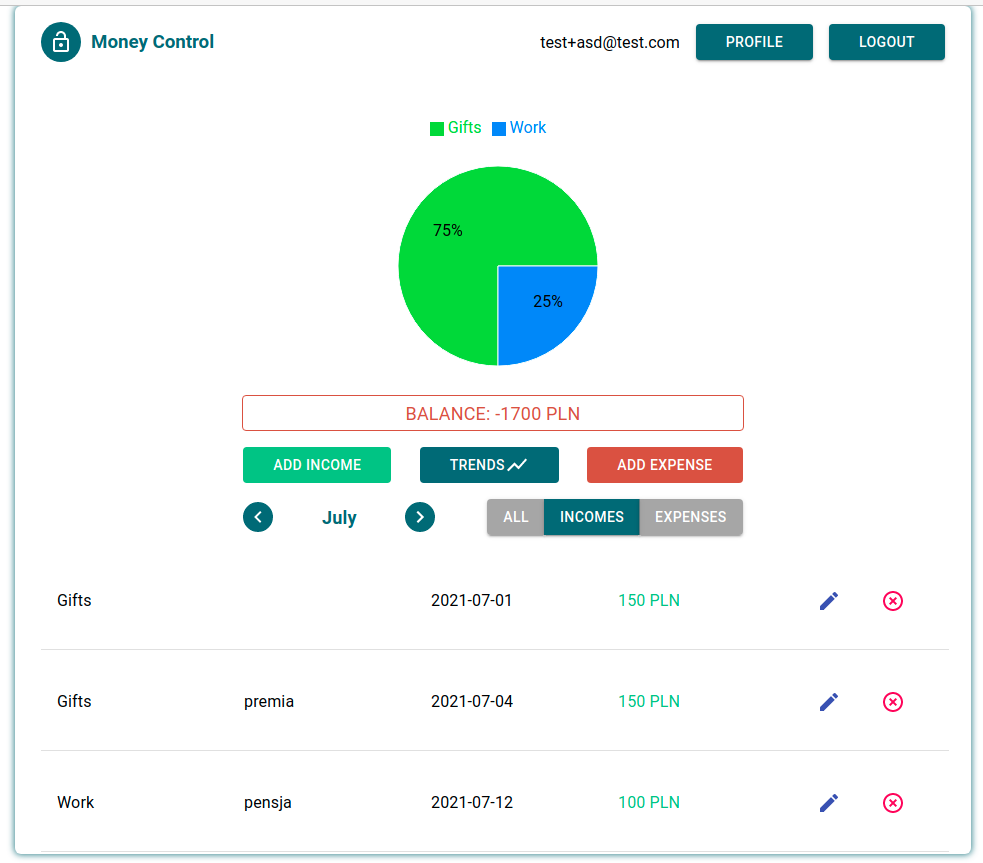 Money Control
test+asd@test.com
PROFILE
LOGOUT
Gifts Work
75%
25%
BALANCE: -1700 PLN
ADD INCOME
TRENDS
ADD EXPENSE
July
ALL
INCOMES
EXPENSES
Gifts 2021-07-01 150 PLN
Gifts premia 2021-07-04 150 PLN
Work pensja 2021-07-12 100 PLN